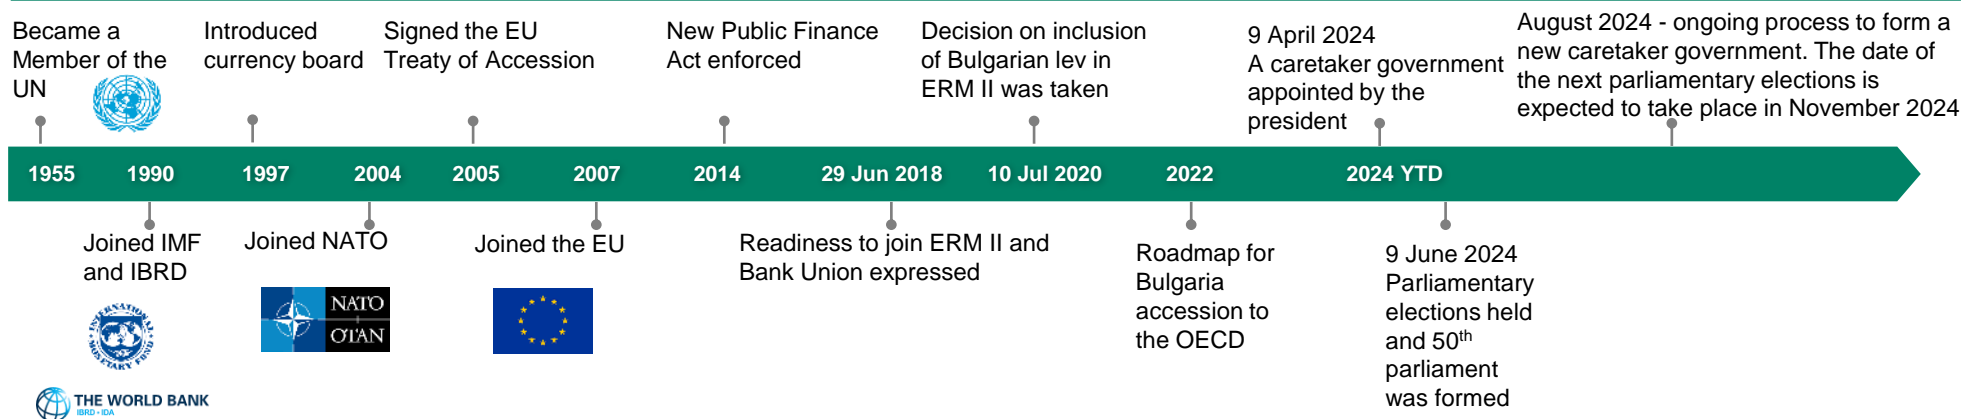 Became a
Member of the
UN
Introduced
currency board
Signed the EU
Treaty of Accession
New Public Finance
Act enforced
Decision on inclusion
of Bulgarian lev in
ERM II was taken
9 April 2024
A caretaker government
appointed by the
president
August 2024 - ongoing process to form a
new caretaker government. The date of
the next parliamentary elections is
expected to take place in November 2024
1955 1990 1997 2004 2005 2007 2014 29 Jun 2018 10 Jul 2020 2022 2024 YTD
Joined IMF
and IBRD
Joined NATO
Joined the EU
Readiness to join ERM II and
Bank Union expressed
Roadmap for
Bulgaria
accession to
the OECD
9 June 2024
Parliamentary
elections held
and 50th
parliament
was formed
INTERNATIONAL MONETARY FUND
NATO
OTAN
THE WORLD BANK
IBRD • IDA